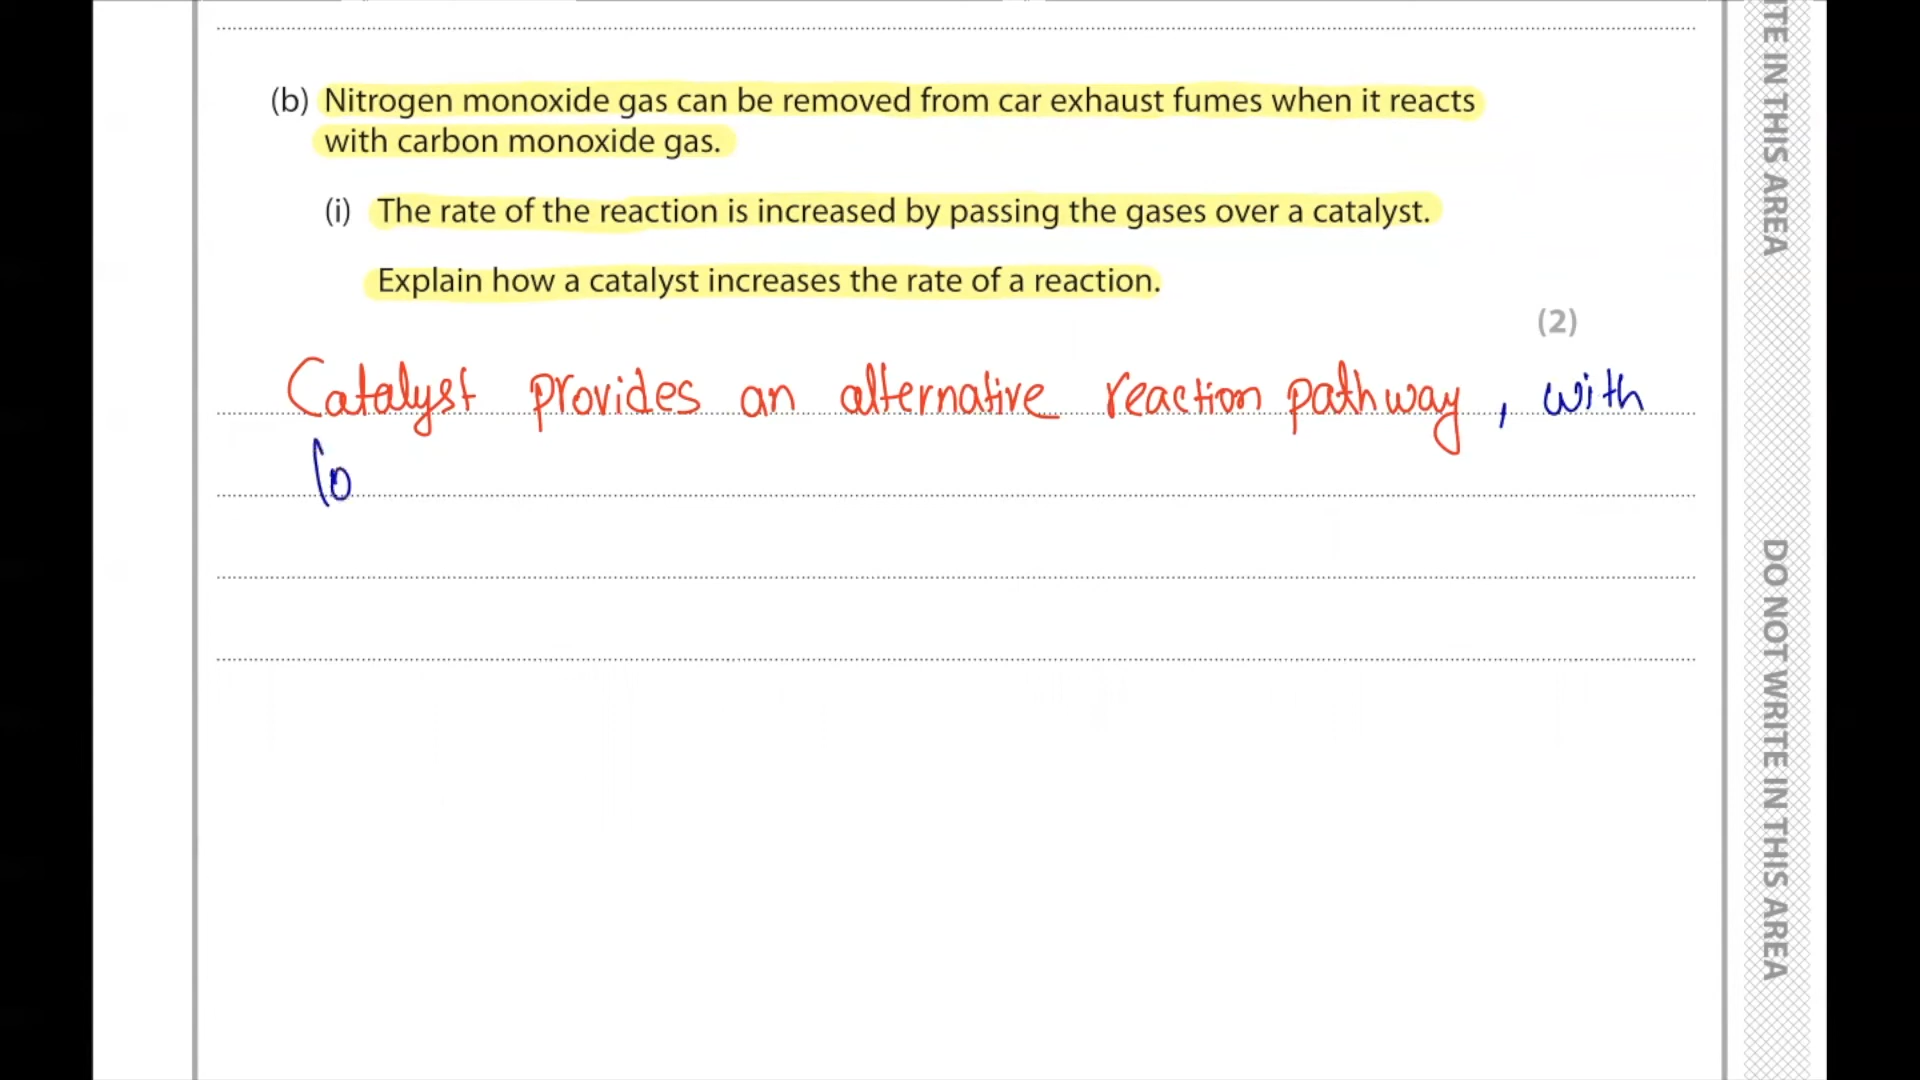 (b) Nitrogen monoxide gas can be removed from car exhaust fumes when it reacts
with carbon monoxide gas.
(i) The rate of the reaction is increased by passing the gases over a catalyst.
Explain how a catalyst increases the rate of a reaction.
(2)
Catalyst provides an alternative reaction pathway, with
lo
TE IN THIS AREA
DO NOT WRITE IN THIS AREA